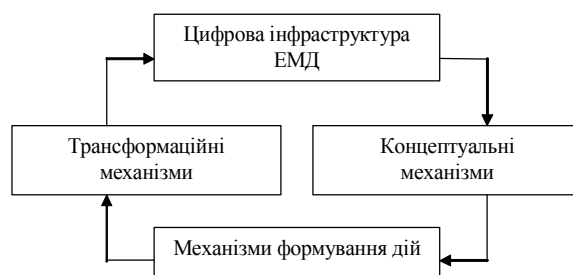 Цифрова інфраструктура
ЕМД
Трансформаційні
механізми
Концептуальні
механізми
Механізми формування дій